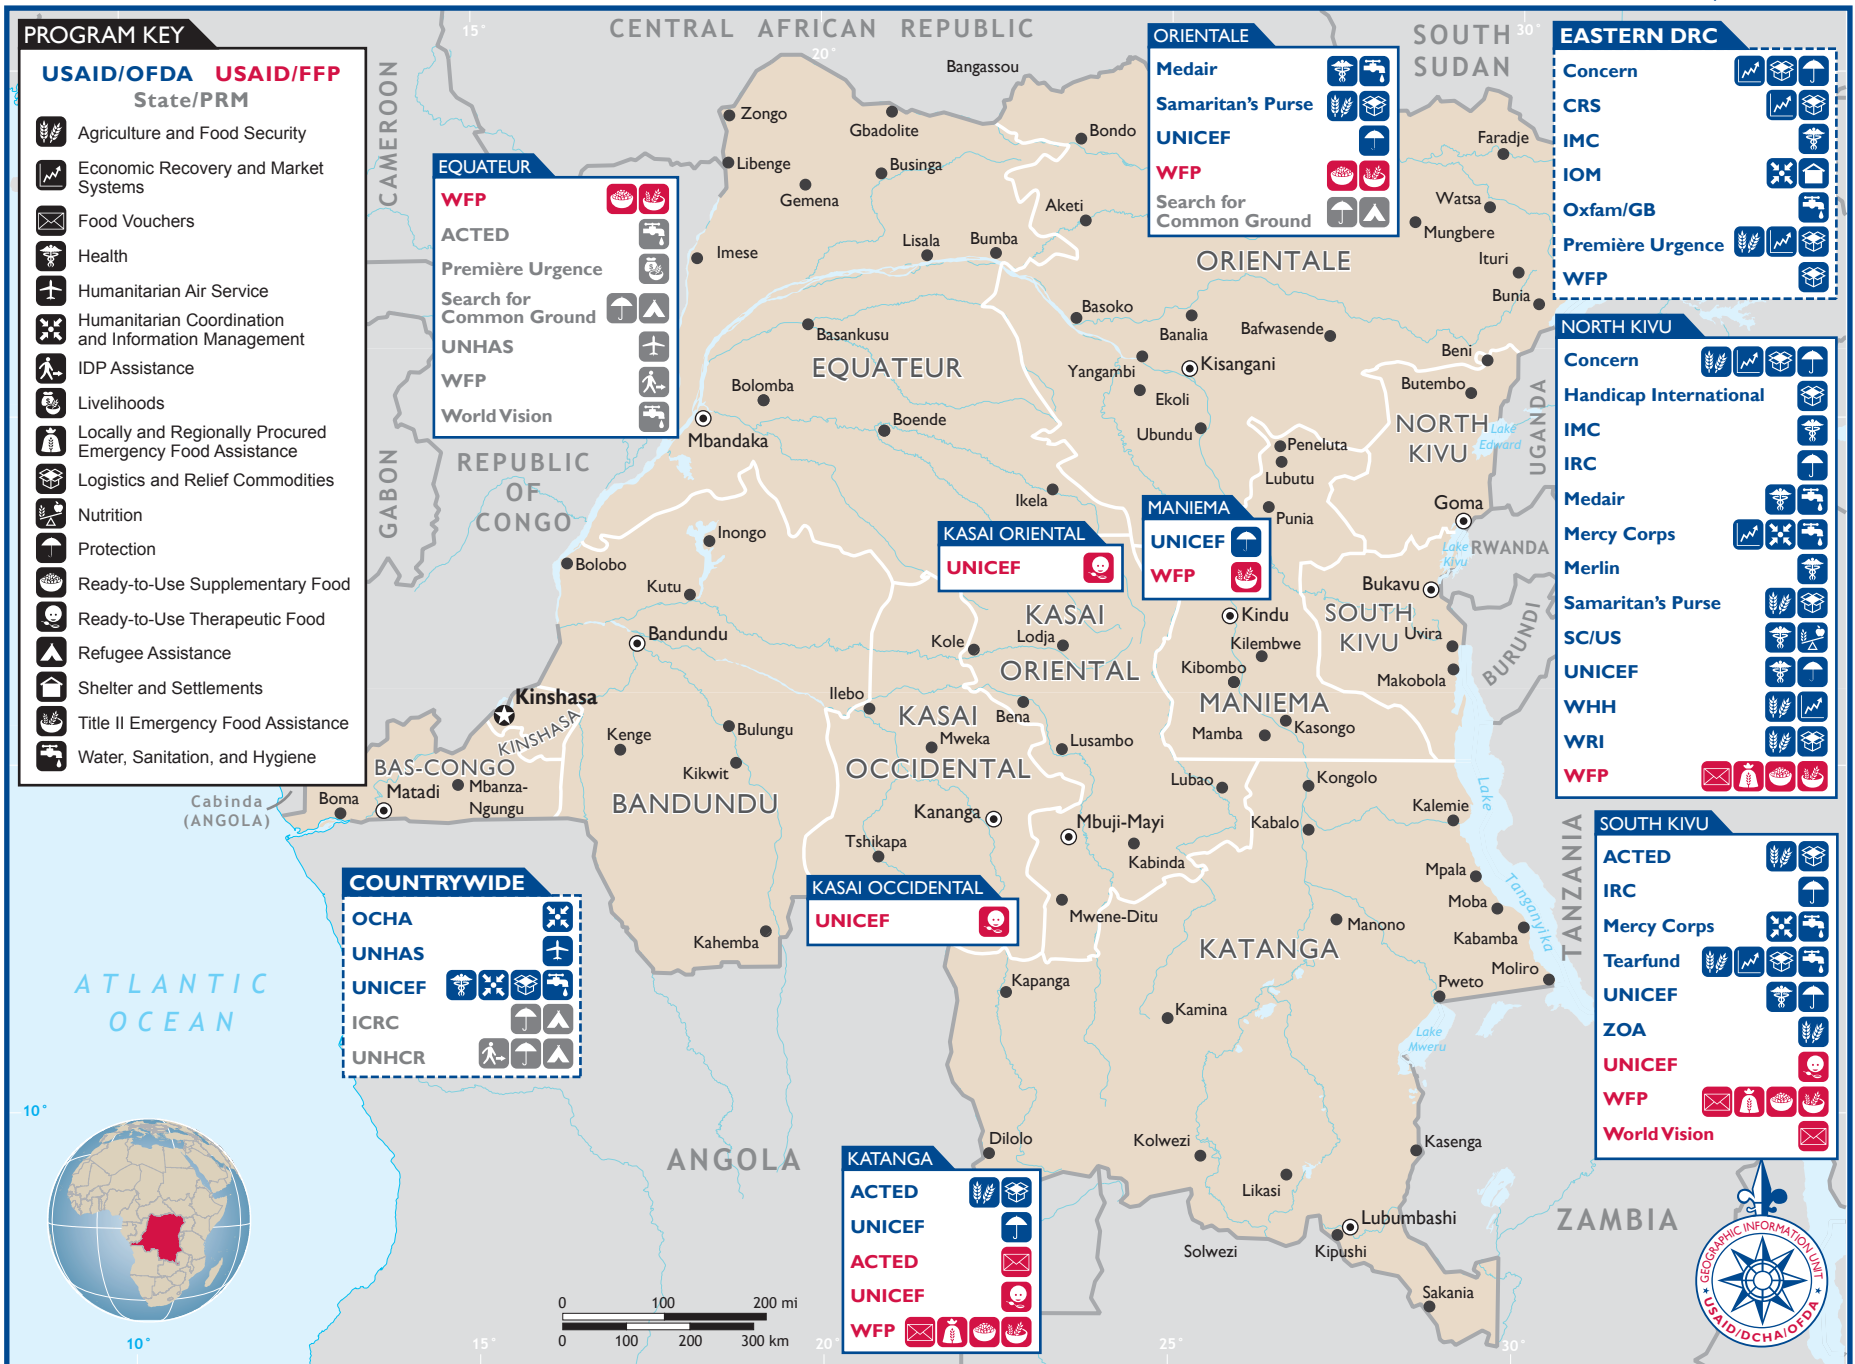 PROGRAM KEY
USAID/OFDA USAID/FFP
State/PRM
Agriculture and Food Security
Economic Recovery and Market
Systems
Food Vouchers
Health
Humanitarian Air Service
Humanitarian Coordination
and Information Management
IDP Assistance
Livelihoods
Locally and Regionally Procured
Emergency Food Assistance
Logistics and Relief Commodities
Nutrition
Protection
Ready-to-Use Supplementary Food
Ready-to-Use Therapeutic Food
Refugee Assistance
Shelter and Settlements
Title II Emergency Food Assistance
Water, Sanitation, and Hygiene
EQUATEUR
WFP
ACTED
Première Urgence
Search for
Common Ground
UNHAS
WFP
World Vision
ORIENTALE
Medair
Samaritan's Purse
UNICEF
WFP
Search for
Common Ground
EASTERN DRC
Concern
CRS
IMC
IOM
Oxfam/GB
Première Urgence
WFP
NORTH KIVU
Concern
Handicap International
IMC
IRC
Medair
Mercy Corps
Merlin
Samaritan's Purse
SC/US
UNICEF
WHH
WRI
WFP
SOUTH KIVU
ACTED
IRC
Mercy Corps
Tearfund
UNICEF
ZOA
UNICEF
WFP
World Vision
KASAI ORIENTAL
UNICEF
MANIEMA
UNICEF
WFP
KASAI OCCIDENTAL
UNICEF
COUNTRYWIDE
OCHA
UNHAS
UNICEF
ICRC
UNHCR
KATANGA
ACTED
UNICEF
ACTED
UNICEF
WFP
15°
20°
30°
CENTRAL AFRICAN REPUBLIC
SOUTH
SUDAN
CAMEROON
GABON
REPUBLIC
OF
CONGO
UGANDA
RWANDA
BURUNDI
TANZANIA
ZAMBIA
ANGOLA
Cabinda
(ANGOLA)
ATLANTIC
OCEAN
Bangassou
Zongo
Gbadolite
Bondo
Faradje
Libenge
Businga
Gemena
Aketi
Watsa
Mungbere
Imese
Lisala
Bumba
ORIENTALE
Ituri
Bunia
Basoko
Banalia
Bafwasende
Basankusu
Beni
EQUATEUR
Yangambi
Kisangani
Butembo
Bolomba
Ekoli
NORTH
KIVU
Lake
Edward
Mbandaka
Boende
Ubundu
Peneluta
Lubutu
Ikela
Goma
Punia
Inongo
Lake
Kivu
Bolobo
Kutu
Bukavu
KASAI
ORIENTAL
Kindu
SOUTH
KIVU
Bandundu
Kole
Lodja
Kilembwe
Uvira
Kibombo
Makobola
Ilebo
Kinshasa
KINSHASA
KASAI
OCCIDENTAL
Bena
MANIEMA
Kenge
Bulungu
Mweka
Lusambo
Mamba
Kasongo
BAS-CONGO
Kikwit
Lubao
Kongolo
Matadi
Mbanza-
Ngungu
Boma
BANDUNDU
Kananga
Mbuji-Mayi
Kabalo
Kalemie
Lake
Tanganyika
Tshikapa
Kabinda
Mpala
Mwene-Ditu
Manono
Moba
Kahemba
Kabamba
KATANGA
Moliro
Kapanga
Pweto
Kamina
Lake
Mweru
Dilolo
Kolwezi
Kasenga
Likasi
Lubumbashi
Solwezi
Kipushi
Sakania
10°
10°
15°
20°
25°
30°
0 100 200 mi
0 100 200 300 km
GEOGRAPHIC INFORMATION UNIT
USAID/DCHA/OFDA